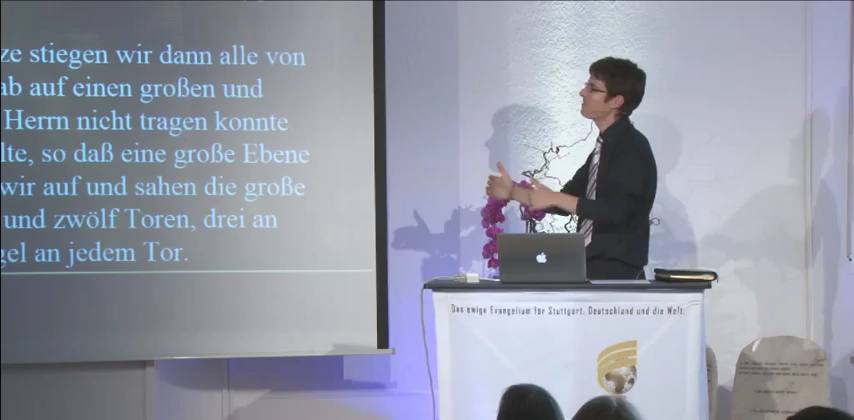 ze stiegen wir dann alle von
ab auf einen großen und
Herrn nicht tragen konnte
lte, so daß eine große Ebene
wir auf und sahen die große
und zwölf Toren, drei an
gel an jedem Tor.
Das ewige Evangelium für Stuttgart, Deutschland und die Welt.